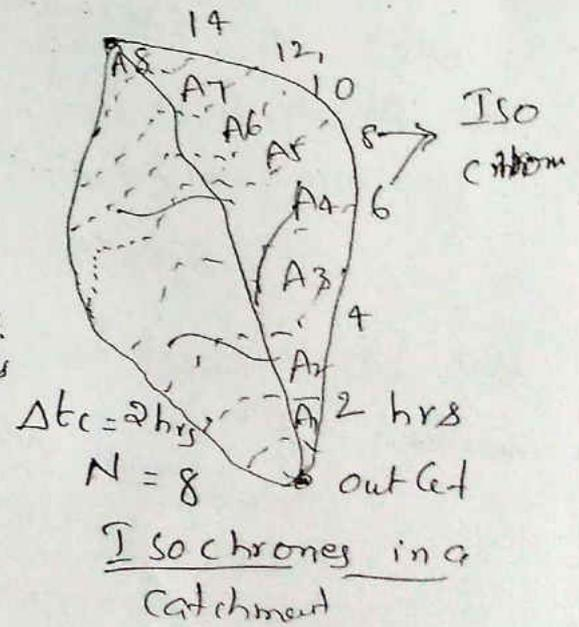 14
12,
10
A8
A7
A6
8
Iso
A5
A4
6
A3
4
A2
A1
2 hrs
Δtc = 2hrs
N = 8
outlet
Isochrones in a
Catchment